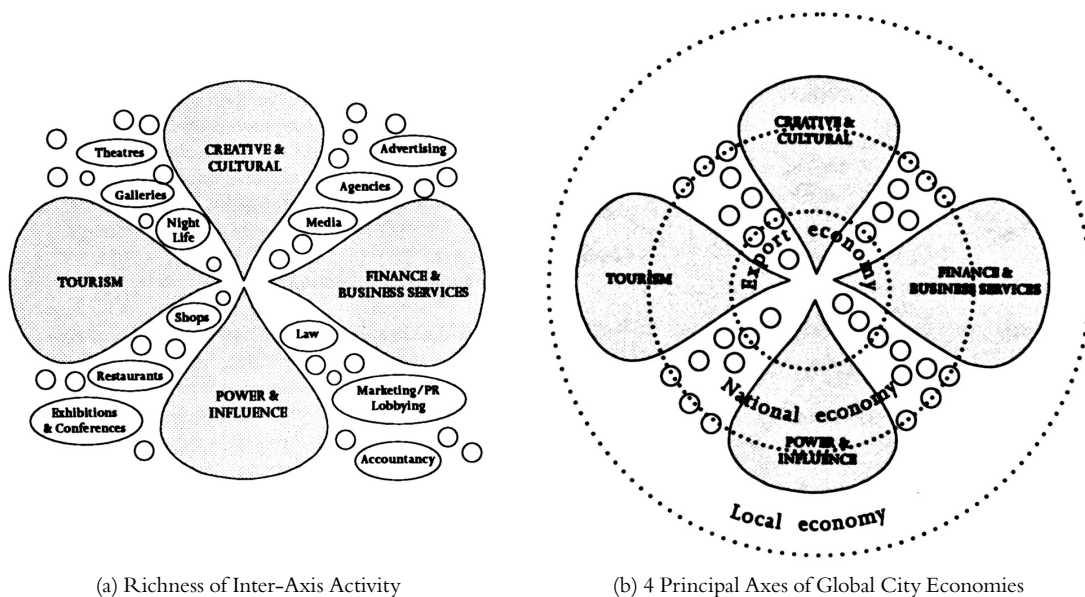 Theatres
CREATIVE &
CULTURAL
Advertising
Galleries
Agencies
Night
Life
Media
TOURISM
FINANCE &
BUSINESS SERVICES
Shops
Law
Restaurants
POWER &
INFLUENCE
Marketing/PR
Lobbying
Exhibitions
& Conferences
Accountancy
(a) Richness of Inter-Axis Activity
CREATIVE &
CULTURAL
Export economy
TOURISM
FINANCE &
BUSINESS SERVICES
National economy
POWER &
INFLUENCE
Local economy
(b) 4 Principal Axes of Global City Economies